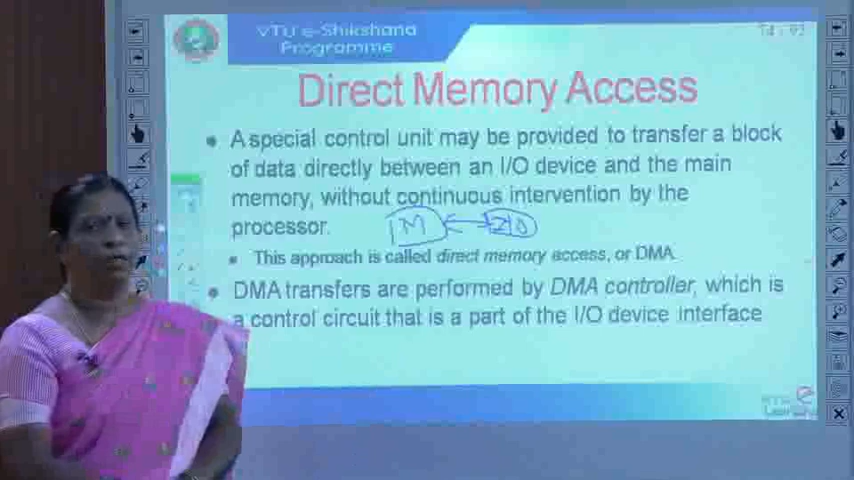 VTU e-Shikshana
Programme
Direct Memory Access
• A special control unit may be provided to transfer a block
of data directly between an I/O device and the main
memory, without continuous intervention by the
processor.
M I/O
• This approach is called direct memory access, or DMA.
• DMA transfers are performed by DMA controller, which is
a control circuit that is a part of the I/O device interface